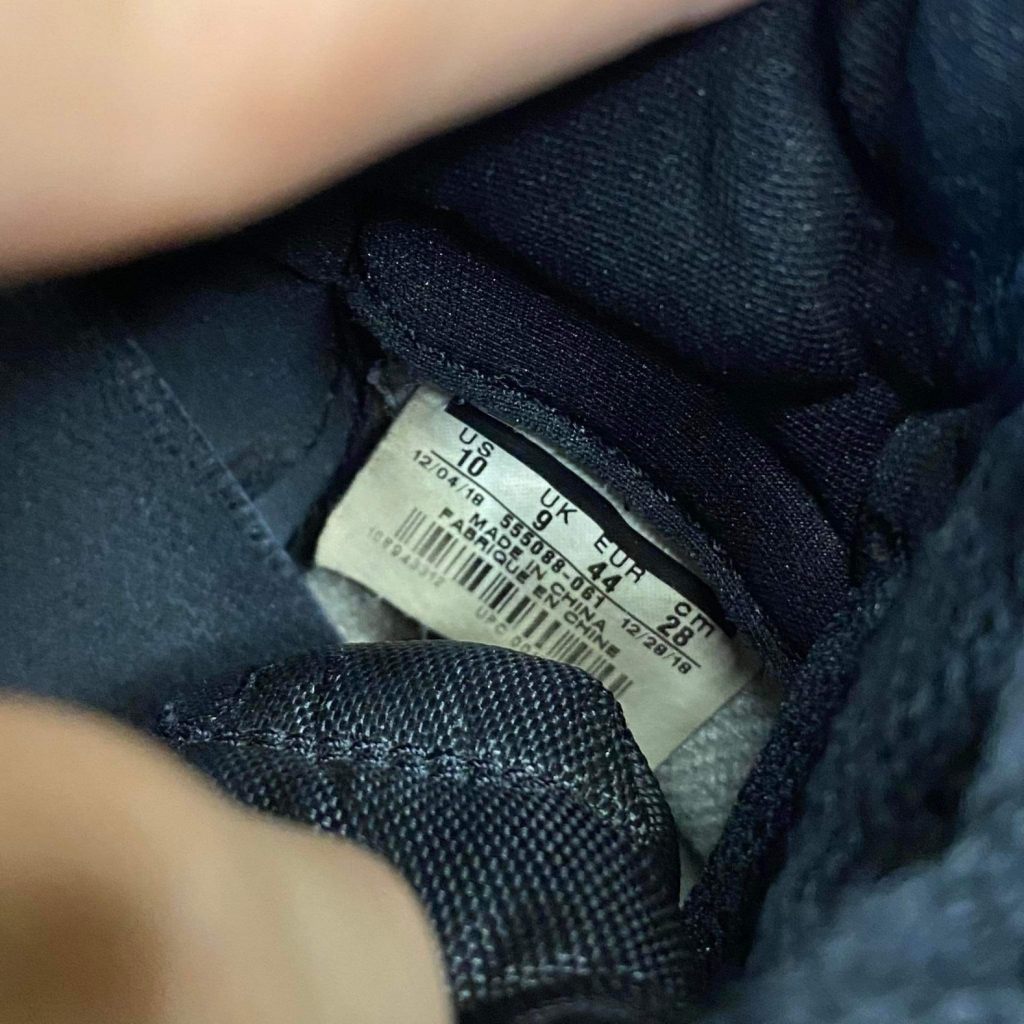 US UK EUR cm
10 9 44 28
12/04/18 555088-061 12/28/18
MADE IN CHINA
FABRIQUE EN CHINE
UPC